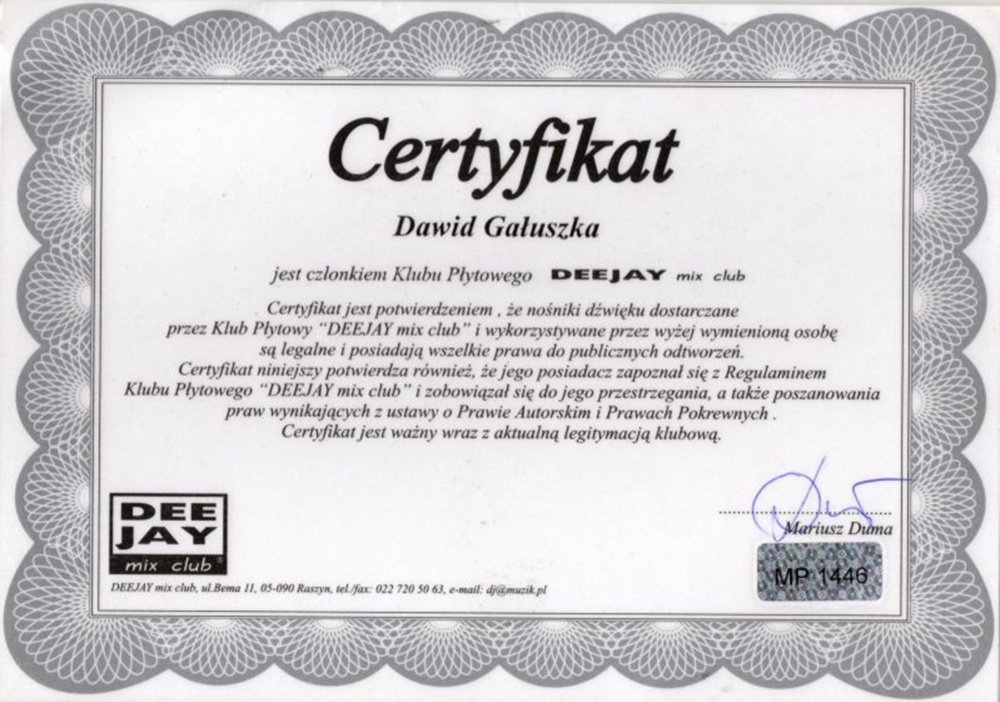 Certyfikat
Dawid Gałuszka
jest członkiem Klubu Płytowego DEEJAY mix club
Certyfikat jest potwierdzeniem , że nośniki dźwięku dostarczane
przez Klub Płytowy “DEEJAY mix club” i wykorzystywane przez wyżej wymienioną osobę
są legalne i posiadają wszelkie prawa do publicznych odtworzeń.
Certyfikat niniejszy potwierdza również, że jego posiadacz zapoznał się z Regulaminem
Klubu Płytowego “DEEJAY mix club” i zobowiązał się do jego przestrzegania, a także poszanowania
praw wynikających z ustawy o Prawie Autorskim i Prawach Pokrewnych .
Certyfikat jest ważny wraz z aktualną legitymacją klubową.
Mariusz Duma
MP 1446
DEE
JAY
mix club
DEEJAY mix club, ul.Bema 11, 05-090 Raszyn, tel./fax: 022 720 50 63, e-mail: dj@muzik.pl